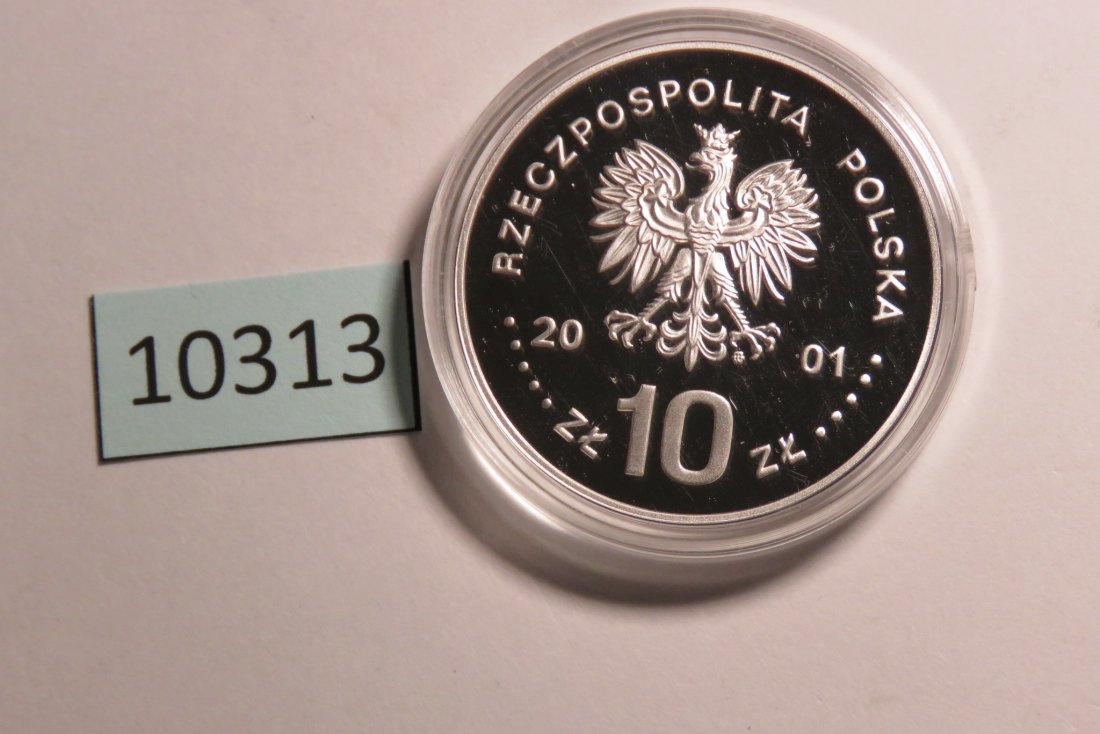 10313
RZECZPOSPOLITA POLSKA
20 01
ZŁ 10 ZŁ